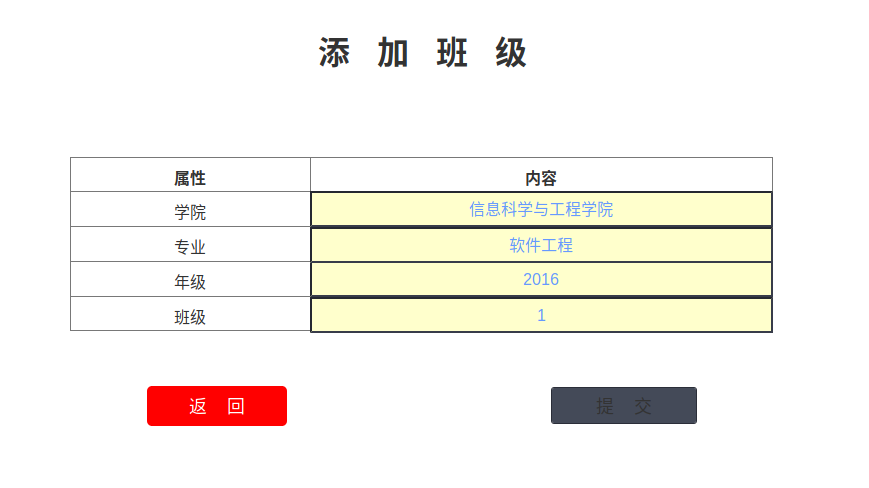 添 加 班 级
属性 内容
学院 信息科学与工程学院
专业 软件工程
年级 2016
班级 1
返 回 提 交